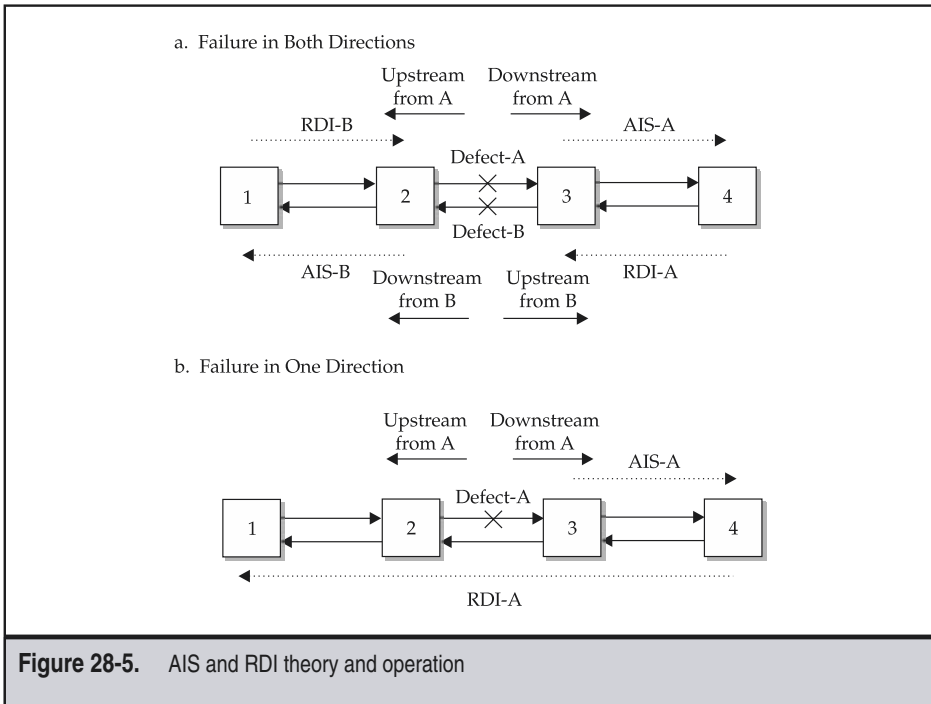 a. Failure in Both Directions
Upstream
from A
Downstream
from A
RDI-B
AIS-A
Defect-A
1
2
3
4
Defect-B
AIS-B
Downstream
from B
Upstream
from B
RDI-A
b. Failure in One Direction
Upstream
from A
Downstream
from A
AIS-A
Defect-A
1
2
3
4
RDI-A
Figure 28-5. AIS and RDI theory and operation